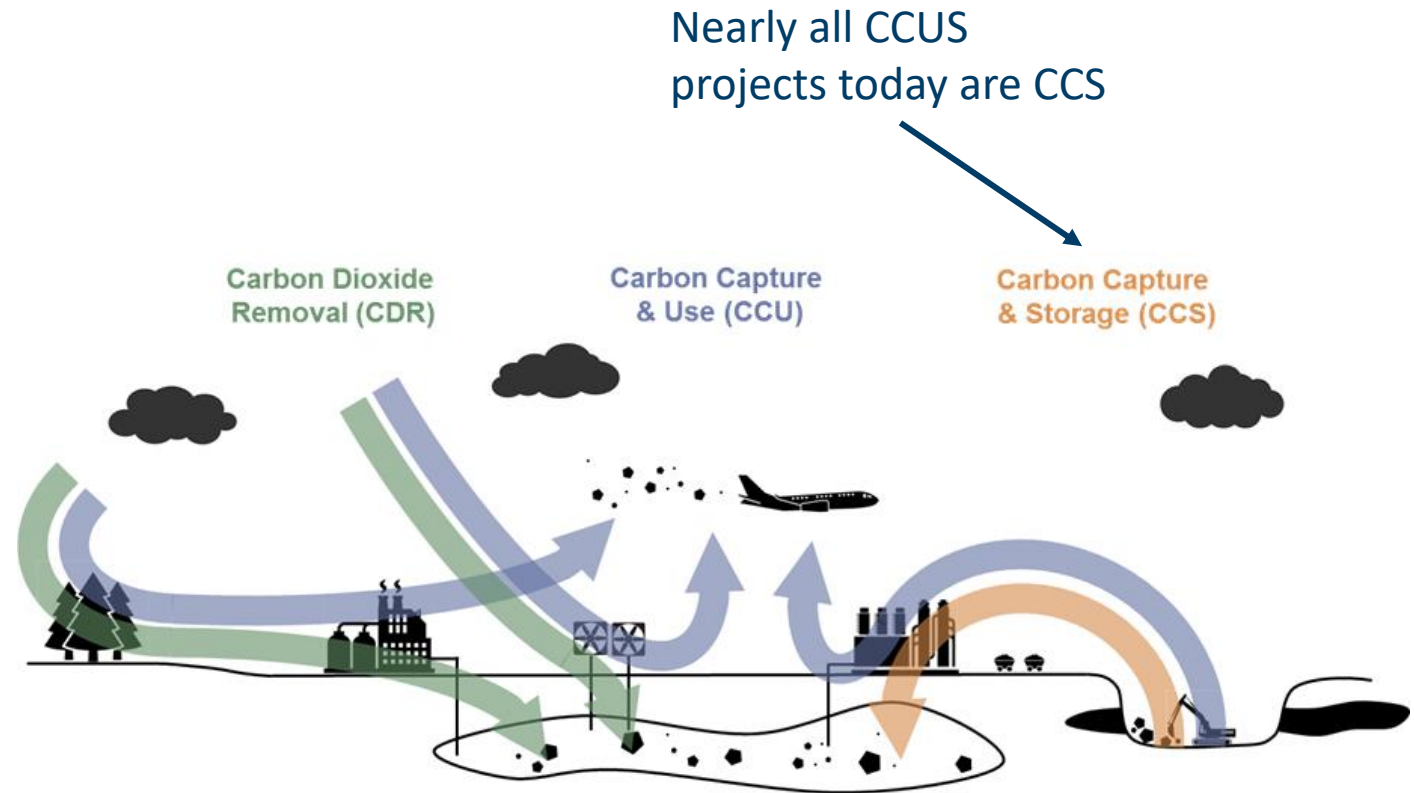 Nearly all CCUS
projects today are CCS
Carbon Dioxide
Removal (CDR)
Carbon Capture
& Use (CCU)
Carbon Capture
& Storage (CCS)